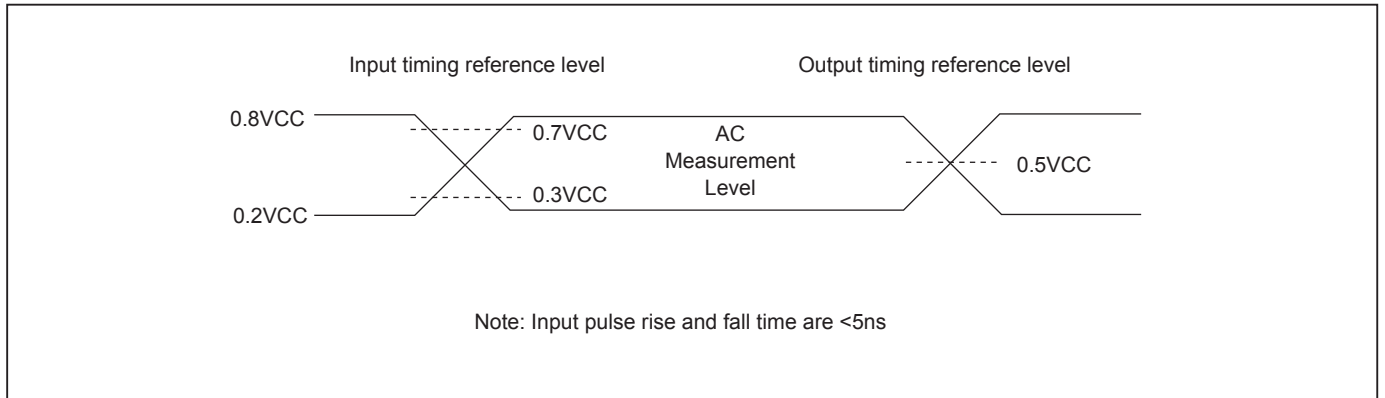 Input timing reference level
Output timing reference level
0.8VCC
0.7VCC
AC
Measurement
Level
0.5VCC
0.3VCC
0.2VCC
Note: Input pulse rise and fall time are <5ns